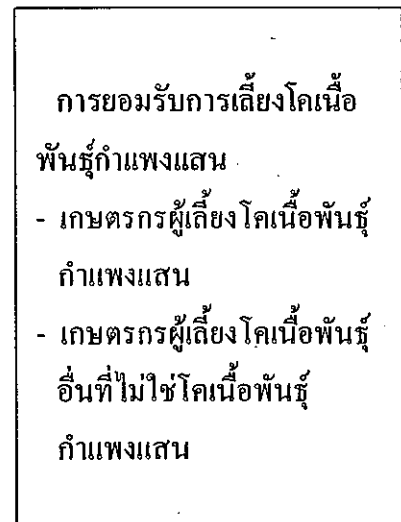 การยอมรับการเลี้ยงโคเนื้อ
พันธุ์กำแพงแสน
- เกษตรกรผู้เลี้ยงโคเนื้อพันธุ์
กำแพงแสน
- เกษตรกรผู้เลี้ยงโคเนื้อพันธุ์
อื่นที่ไม่ใช่โคเนื้อพันธุ์
กำแพงแสน